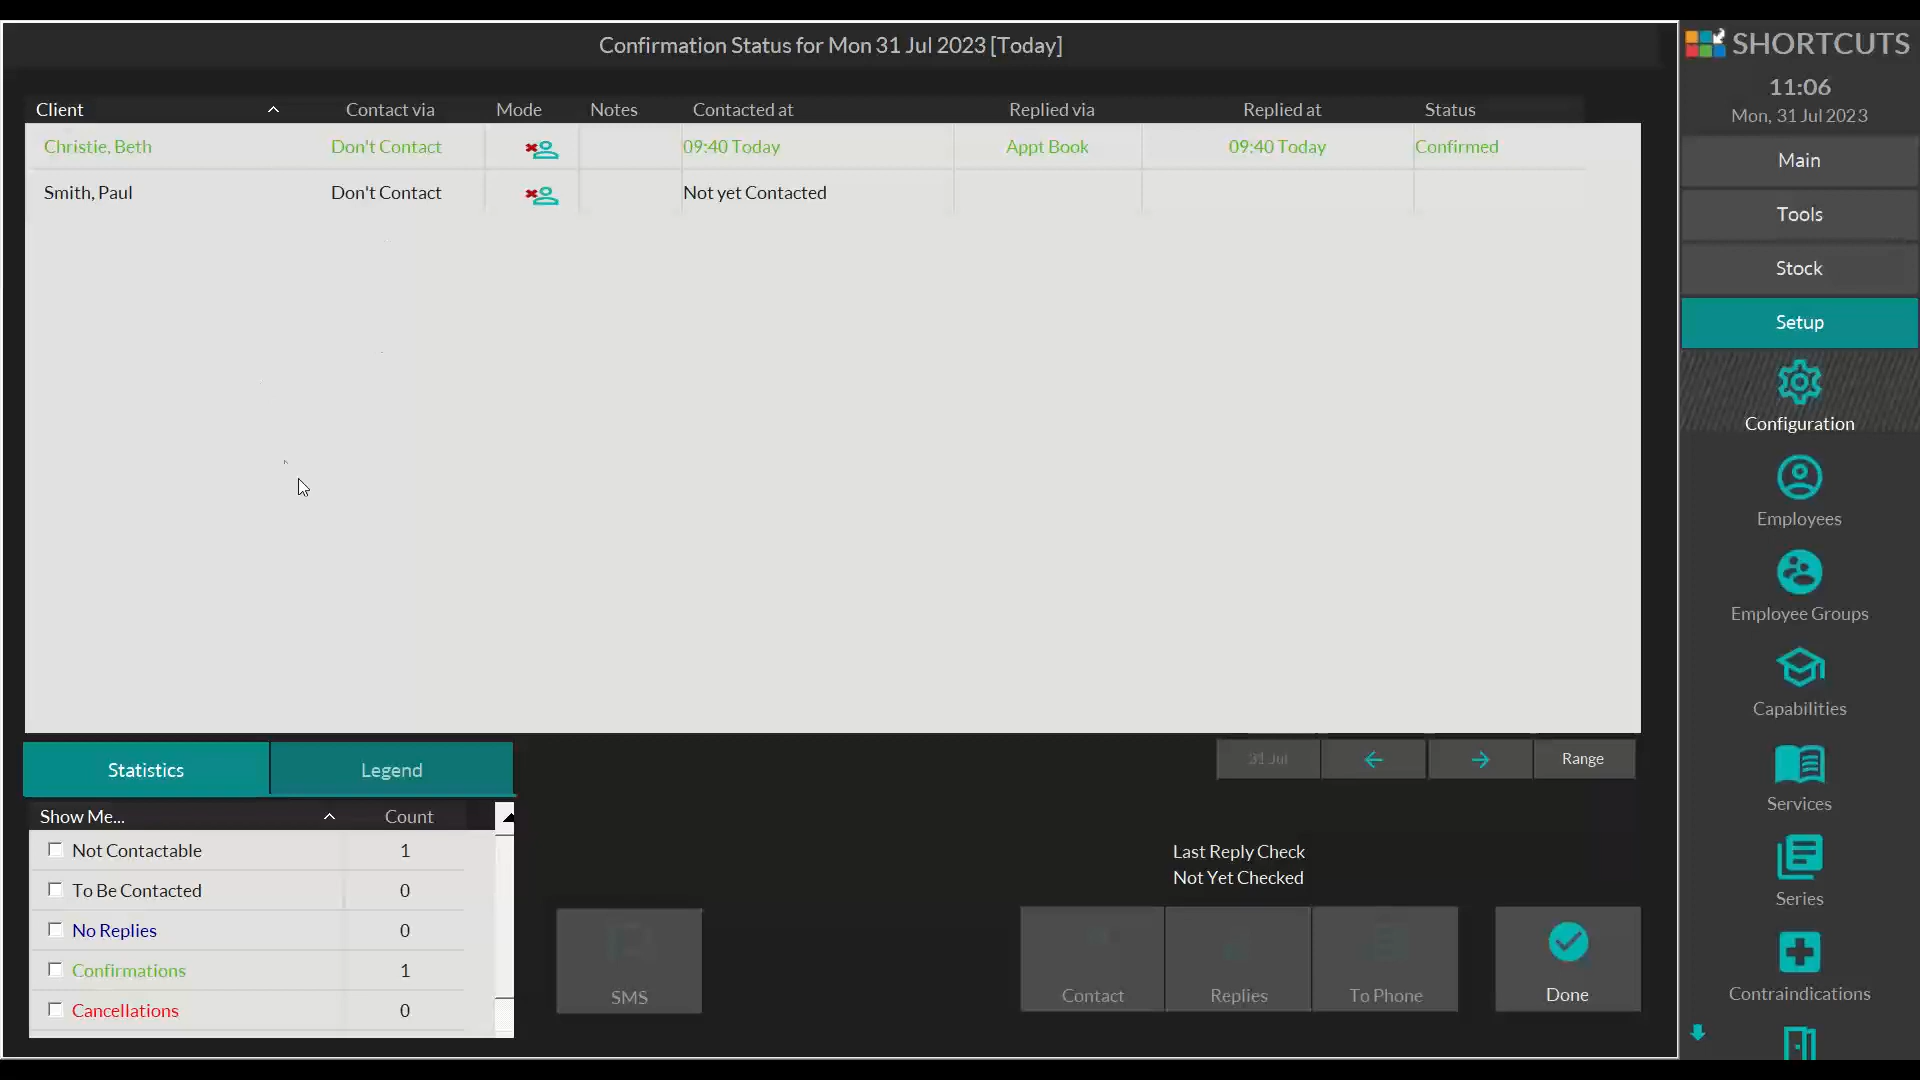 Confirmation Status for Mon 31 Jul 2023 [Today]
SHORTCUTS
11:06
Mon, 31 Jul 2023
Client Contact via Mode Notes Contacted at Replied via Replied at Status
Christie, Beth Don't Contact 09:40 Today Appt Book 09:40 Today Confirmed
Smith, Paul Don't Contact Not yet Contacted
Main
Tools
Stock
Setup
Configuration
Employees
Employee Groups
Capabilities
Services
Series
Contraindications
Statistics Legend
31 Jul Range
Show Me... Count
Not Contactable 1
To Be Contacted 0
No Replies 0
Confirmations 1
Cancellations 0
Last Reply Check
Not Yet Checked
SMS Contact Replies To Phone Done